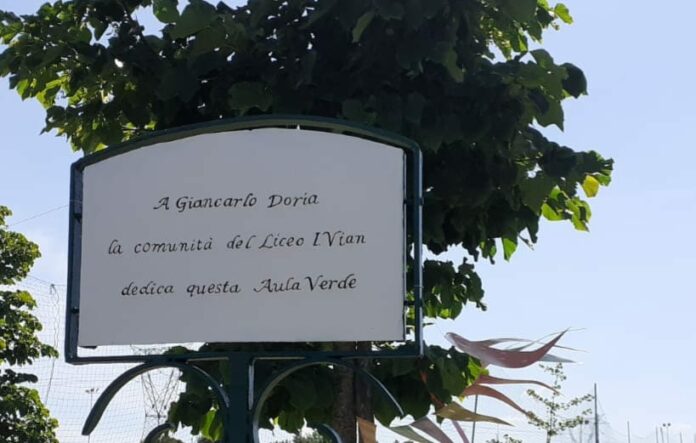 A Giancarlo Doria
la comunità del Liceo I.Vian
dedica questa Aula Verde